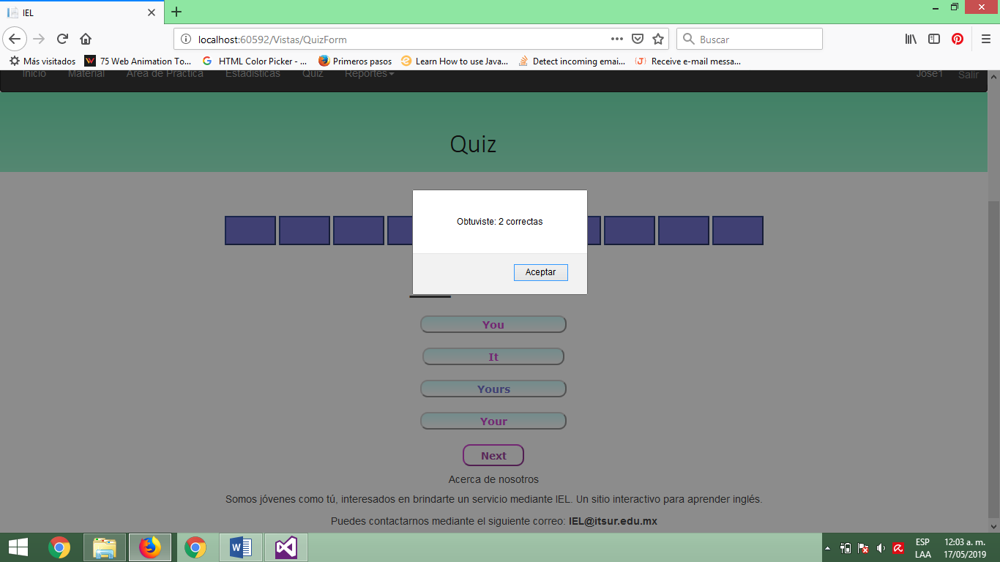 IEL
localhost:60592/Vistas/QuizForm
Buscar
Más visitados 75 Web Animation To... HTML Color Picker - ... Primeros pasos Learn How to use Java... Detect incoming emai... Receive e-mail messa...
Inicio Material Área de Práctica Estadísticas Quiz Reportes Jose1 Salir
Quiz
Obtuviste: 2 correctas
Aceptar
You
It
Yours
Your
Next
Acerca de nosotros
Somos jóvenes como tú, interesados en brindarte un servicio mediante IEL. Un sitio interactivo para aprender inglés.
Puedes contactarnos mediante el siguiente correo: IEL@itsur.edu.mx
ESP 12:03 a. m.
LAA 17/05/2019